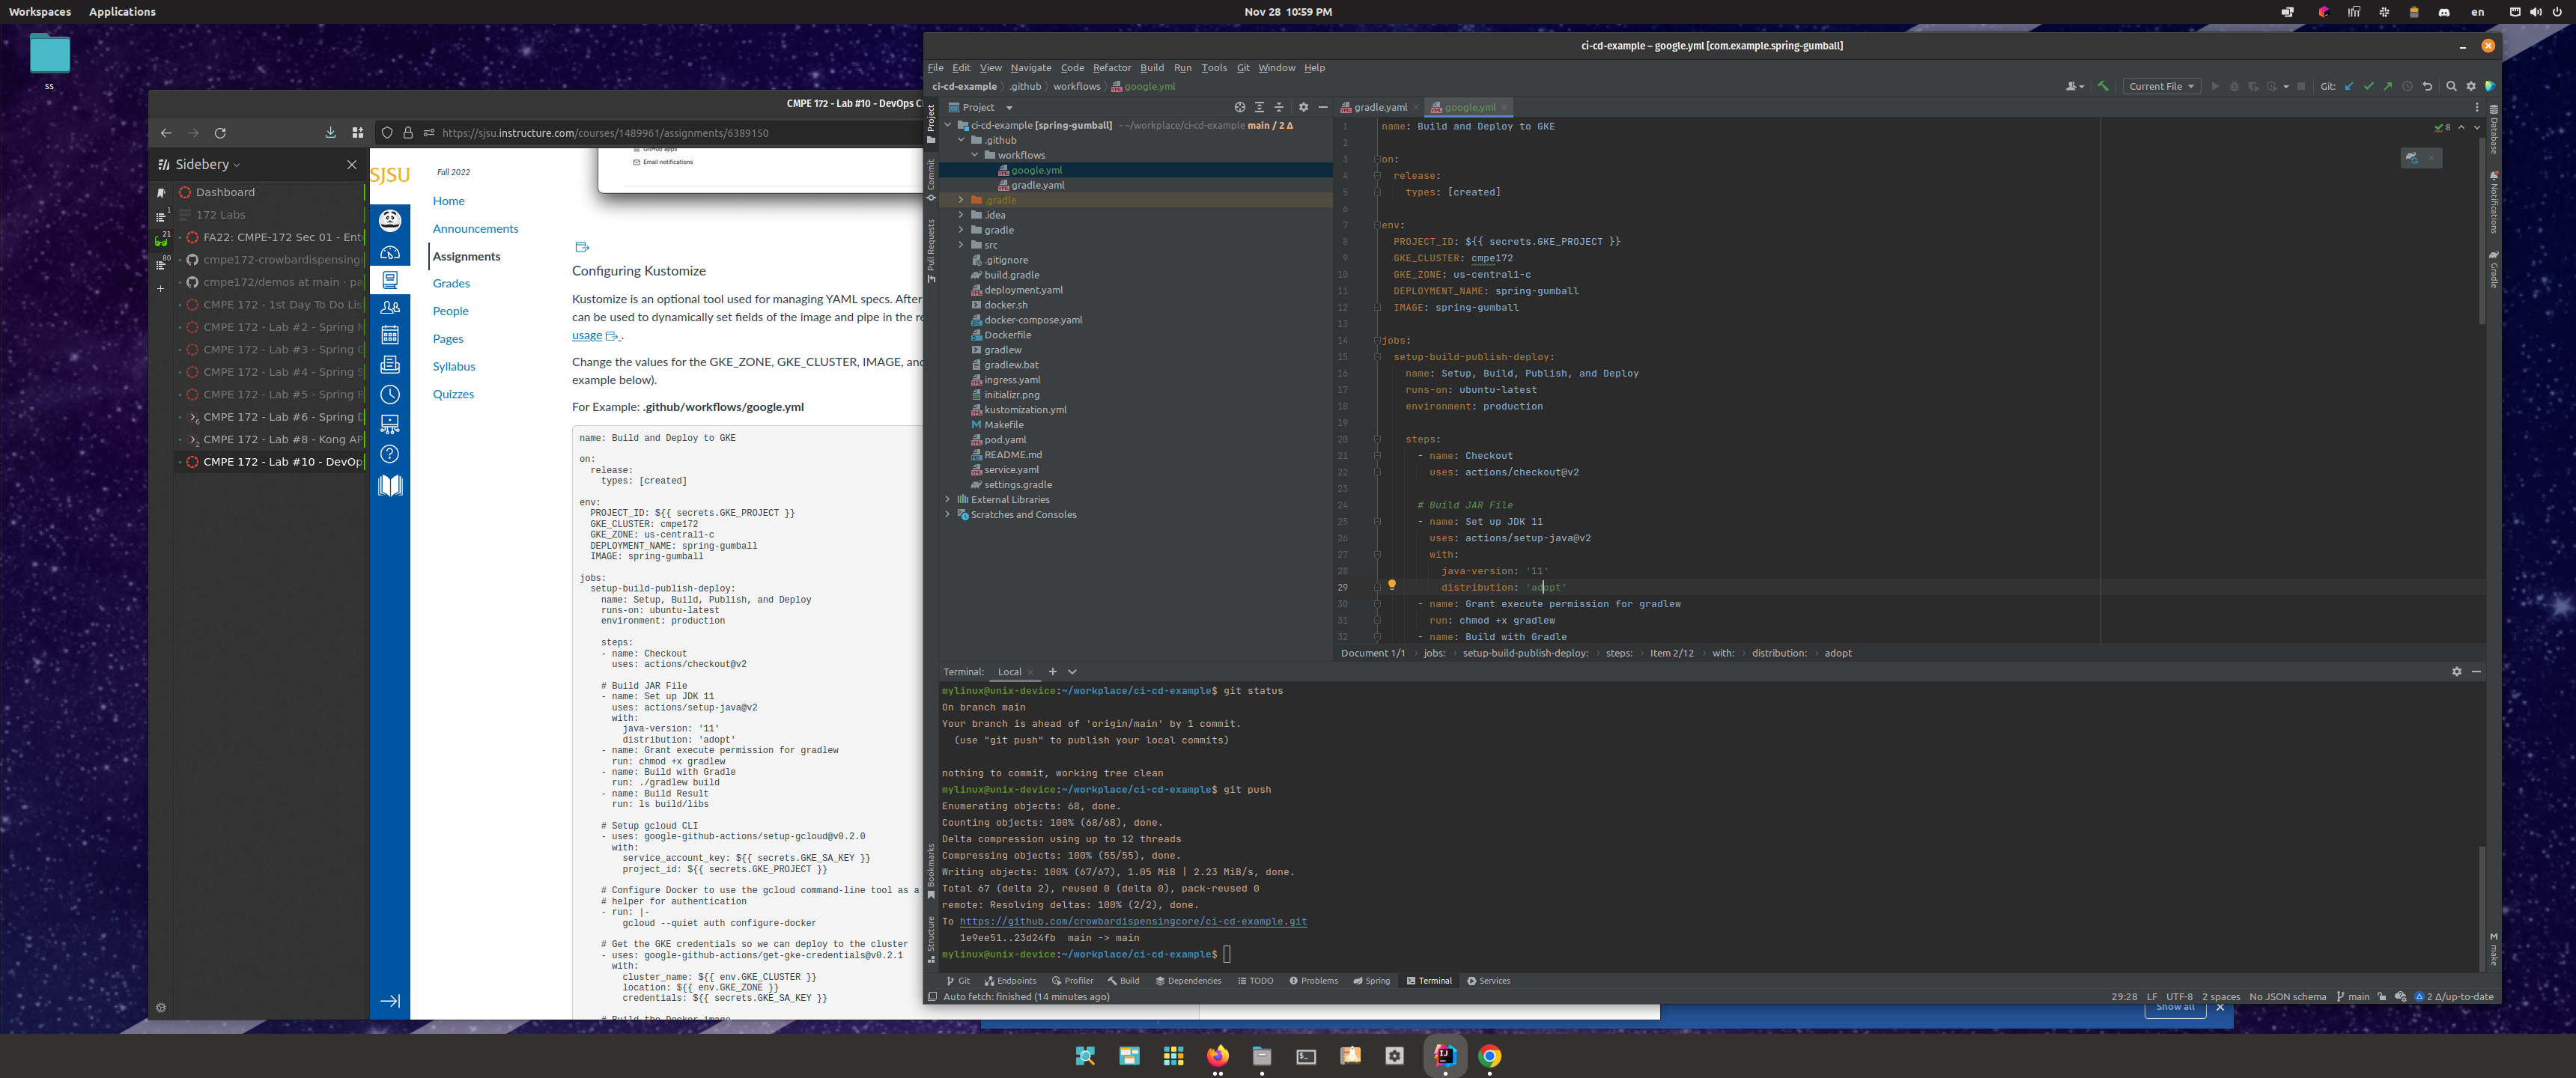 Workspaces
Applications
Nov 28 10:59 PM
en
ss
CMPE 172 - Lab #10 - DevOps C
https://sjsu.instructure.com/courses/1489961/assignments/6389150
Sidebery
Dashboard
172 Labs
1
21
80
FA22: CMPE-172 Sec 01 - Ent
cmpe172-crowbardispensing
cmpe172/demos at main · pa
CMPE 172 - 1st Day To Do Lis
CMPE 172 - Lab #2 - Spring
CMPE 172 - Lab #3 - Spring
CMPE 172 - Lab #4 - Spring S
CMPE 172 - Lab #5 - Spring
CMPE 172 - Lab #6 - Spring D
6
CMPE 172 - Lab #8 - Kong AP
2
CMPE 172 - Lab #10 - DevOp
SJSU
Fall 2022
Home
Announcements
Assignments
Grades
People
Pages
Syllabus
Quizzes
GitHub apps
Email notifications
Configuring Kustomize
Kustomize is an optional tool used for managing YAML specs. After
can be used to dynamically set fields of the image and pipe in the re
usage .
Change the values for the GKE_ZONE, GKE_CLUSTER, IMAGE, an
example below).
For Example: .github/workflows/google.yml
name: Build and Deploy to GKE
on:
  release:
    types: [created]
env:
  PROJECT_ID: ${{ secrets.GKE_PROJECT }}
  GKE_CLUSTER: cmpe172
  GKE_ZONE: us-central1-c
  DEPLOYMENT_NAME: spring-gumball
  IMAGE: spring-gumball
jobs:
  setup-build-publish-deploy:
    name: Setup, Build, Publish, and Deploy
    runs-on: ubuntu-latest
    environment: production
    steps:
    - name: Checkout
      uses: actions/checkout@v2
    # Build JAR File
    - name: Set up JDK 11
      uses: actions/setup-java@v2
      with:
        java-version: '11'
        distribution: 'adopt'
    - name: Grant execute permission for gradlew
      run: chmod +x gradlew
    - name: Build with Gradle
      run: ./gradlew build
    - name: Build Result
      run: ls build/libs
    # Setup gcloud CLI
    - uses: google-github-actions/setup-gcloud@v0.2.0
      with:
        service_account_key: ${{ secrets.GKE_SA_KEY }}
        project_id: ${{ secrets.GKE_PROJECT }}
    # Configure Docker to use the gcloud command-line tool as a
    # helper for authentication
    - run: |-
        gcloud --quiet auth configure-docker
    # Get the GKE credentials so we can deploy to the cluster
    - uses: google-github-actions/get-gke-credentials@v0.2.1
      with:
        cluster_name: ${{ env.GKE_CLUSTER }}
        location: ${{ env.GKE_ZONE }}
        credentials: ${{ secrets.GKE_SA_KEY }}
    # Build the Docker image
ci-cd-example – google.yml [com.example.spring-gumball]
File Edit View Navigate Code Refactor Build Run Tools Git Window Help
ci-cd-example .github workflows google.yml
Current File
Git:
Project
Commit
Pull Requests
Bookmarks
Structure
Project
ci-cd-example [spring-gumball] ~/workplace/ci-cd-example main / 2 Δ
.github
workflows
google.yml
gradle.yaml
.gradle
.idea
gradle
src
.gitignore
build.gradle
deployment.yaml
docker.sh
docker-compose.yaml
Dockerfile
gradlew
gradlew.bat
ingress.yaml
initializr.png
kustomization.yml
Makefile
pod.yaml
README.md
service.yaml
settings.gradle
External Libraries
Scratches and Consoles
gradle.yaml
google.yml
8
1 name: Build and Deploy to GKE
2
3 on:
4   release:
5     types: [created]
6
7 env:
8   PROJECT_ID: ${{ secrets.GKE_PROJECT }}
9   GKE_CLUSTER: cmpe172
10   GKE_ZONE: us-central1-c
11   DEPLOYMENT_NAME: spring-gumball
12   IMAGE: spring-gumball
13
14 jobs:
15   setup-build-publish-deploy:
16     name: Setup, Build, Publish, and Deploy
17     runs-on: ubuntu-latest
18     environment: production
19
20     steps:
21       - name: Checkout
22         uses: actions/checkout@v2
23
24       # Build JAR File
25       - name: Set up JDK 11
26         uses: actions/setup-java@v2
27         with:
28           java-version: '11'
29           distribution: 'adopt'
30       - name: Grant execute permission for gradlew
31         run: chmod +x gradlew
32       - name: Build with Gradle
Document 1/1 jobs: setup-build-publish-deploy: steps: Item 2/12 with: distribution: adopt
Database
Notifications
Gradle
make
Terminal: Local
mylinux@unix-device:~/workplace/ci-cd-example$ git status
On branch main
Your branch is ahead of 'origin/main' by 1 commit.
  (use "git push" to publish your local commits)
nothing to commit, working tree clean
mylinux@unix-device:~/workplace/ci-cd-example$ git push
Enumerating objects: 68, done.
Counting objects: 100% (68/68), done.
Delta compression using up to 12 threads
Compressing objects: 100% (55/55), done.
Writing objects: 100% (67/67), 1.05 MiB | 2.23 MiB/s, done.
Total 67 (delta 2), reused 0 (delta 0), pack-reused 0
remote: Resolving deltas: 100% (2/2), done.
To https://github.com/crowbardispensingcore/ci-cd-example.git
   1e9ee51..23d24fb  main -> main
mylinux@unix-device:~/workplace/ci-cd-example$
Git Endpoints Profiler Build Dependencies TODO Problems Spring Terminal Services
Auto fetch: finished (14 minutes ago)
29:28 LF UTF-8 2 spaces No JSON schema main 2 Δ/up-to-date
Show all